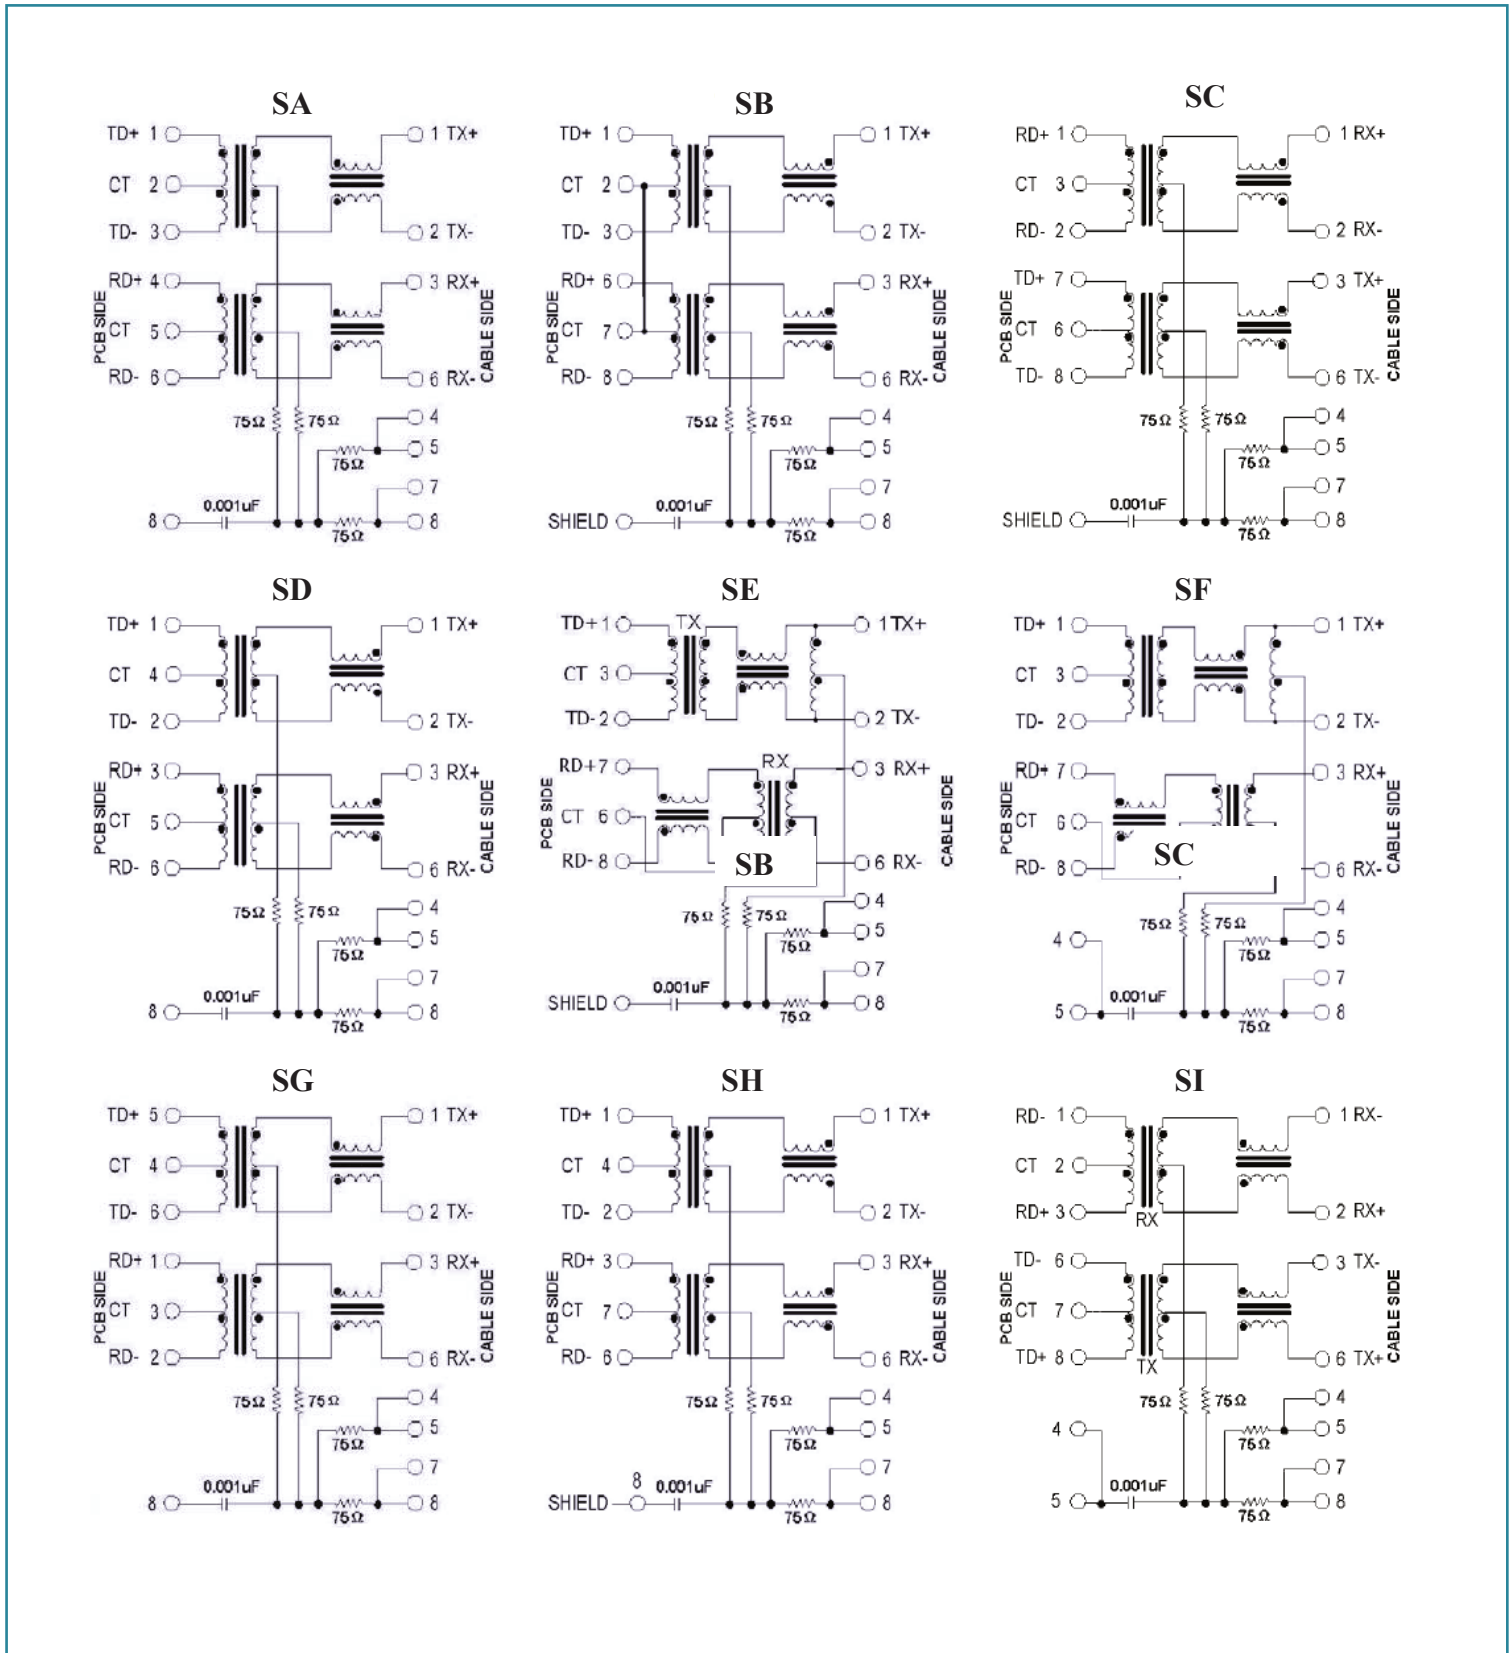 SA
TD+ 1
1 TX+
CT 2
TD- 3
2 TX-
RD+ 4
3 RX+
PCB SIDE
CT 5
CABLE SIDE
RD- 6
6 RX-
75Ω
75Ω
4
5
75Ω
7
0.001uF
8
8
75Ω
SB
TD+ 1
1 TX+
CT 2
TD- 3
2 TX-
RD+ 6
3 RX+
PCB SIDE
CT 7
CABLE SIDE
RD- 8
6 RX-
75Ω
75Ω
4
5
75Ω
7
0.001uF
SHIELD
8
75Ω
SC
RD+ 1
1 RX+
CT 3
RD- 2
2 RX-
TD+ 7
3 TX+
PCB SIDE
CT 6
CABLE SIDE
TD- 8
6 TX-
75Ω
75Ω
4
5
75Ω
7
0.001uF
SHIELD
8
75Ω
SD
TD+ 1
1 TX+
CT 4
TD- 2
2 TX-
RD+ 3
3 RX+
PCB SIDE
CT 5
CABLE SIDE
RD- 6
6 RX-
75Ω
75Ω
4
5
75Ω
7
0.001uF
8
8
75Ω
SE
TX
TD+ 1
1 TX+
CT 3
TD- 2
2 TX-
RX
RD+ 7
3 RX+
PCB SIDE
CT 6
CABLE SIDE
RD- 8
SB
6 RX-
75Ω
75Ω
4
5
75Ω
7
0.001uF
SHIELD
8
75Ω
SF
TD+ 1
1 TX+
CT 3
TD- 2
2 TX-
RD+ 7
3 RX+
PCB SIDE
CT 6
CABLE SIDE
RD- 8
SC
6 RX-
75Ω
75Ω
4
4
5
75Ω
7
0.001uF
5
8
75Ω
SG
TD+ 5
1 TX+
CT 4
TD- 6
2 TX-
RD+ 1
3 RX+
PCB SIDE
CT 3
CABLE SIDE
RD- 2
6 RX-
75Ω
75Ω
4
5
75Ω
7
0.001uF
8
8
75Ω
SH
TD+ 1
1 TX+
CT 4
TD- 2
2 TX-
RD+ 3
3 RX+
PCB SIDE
CT 7
CABLE SIDE
RD- 6
6 RX-
75Ω
75Ω
4
5
75Ω
7
8
0.001uF
SHIELD
8
75Ω
SI
RD- 1
1 RX-
CT 2
RD+ 3
RX
2 RX+
TD- 6
3 TX-
PCB SIDE
CT 7
CABLE SIDE
TD+ 8
TX
6 TX+
75Ω
75Ω
4
4
5
75Ω
7
0.001uF
5
8
75Ω